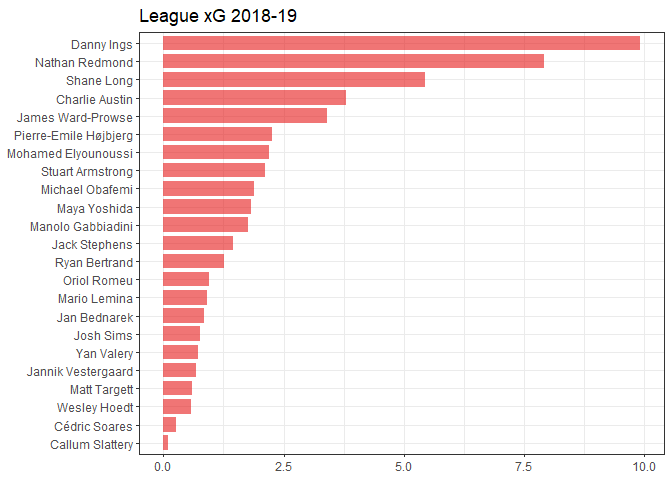 League xG 2018-19
Danny Ings
Nathan Redmond
Shane Long
Charlie Austin
James Ward-Prowse
Pierre-Emile Højbjerg
Mohamed Elyounoussi
Stuart Armstrong
Michael Obafemi
Maya Yoshida
Manolo Gabbiadini
Jack Stephens
Ryan Bertrand
Oriol Romeu
Mario Lemina
Jan Bednarek
Josh Sims
Yan Valery
Jannik Vestergaard
Matt Targett
Wesley Hoedt
Cédric Soares
Callum Slattery
0.0 2.5 5.0 7.5 10.0